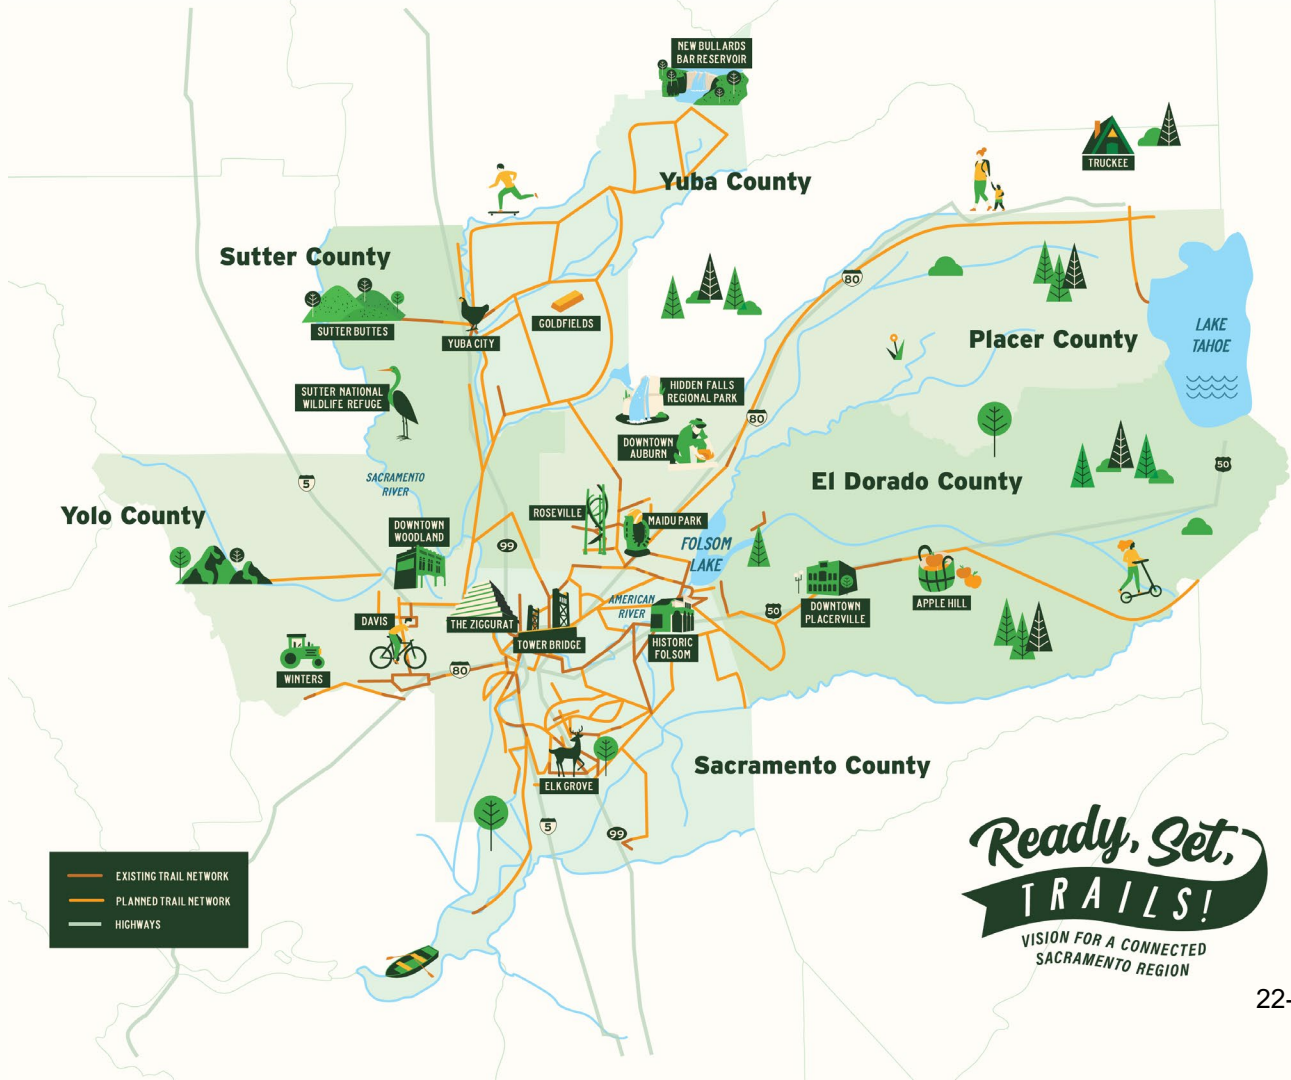 NEW BULLARDS
BAR RESERVOIR
TRUCKEE
Yuba County
Sutter County
80
SUTTER BUTTES
YUBA CITY
GOLDFIELDS
Placer County
LAKE
TAHOE
SUTTER NATIONAL
WILDLIFE REFUGE
HIDDEN FALLS
REGIONAL PARK
80
DOWNTOWN
AUBURN
50
5
SACRAMENTO
RIVER
El Dorado County
Yolo County
DOWNTOWN
WOODLAND
ROSEVILLE
MAIDU PARK
99
FOLSOM
LAKE
AMERICAN
RIVER
50
DOWNTOWN
PLACERVILLE
APPLE HILL
DAVIS
THE ZIGGURAT
TOWER BRIDGE
HISTORIC
FOLSOM
WINTERS
80
Sacramento County
ELK GROVE
5
99
EXISTING TRAIL NETWORK
PLANNED TRAIL NETWORK
HIGHWAYS
Ready, Set,
TRAILS!
VISION FOR A CONNECTED
SACRAMENTO REGION
22-